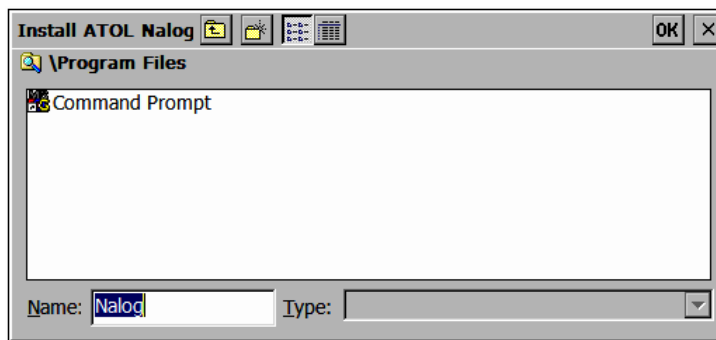 Install ATOL Nalog OK ×
\Program Files
Command Prompt
Name: Nalog Type: